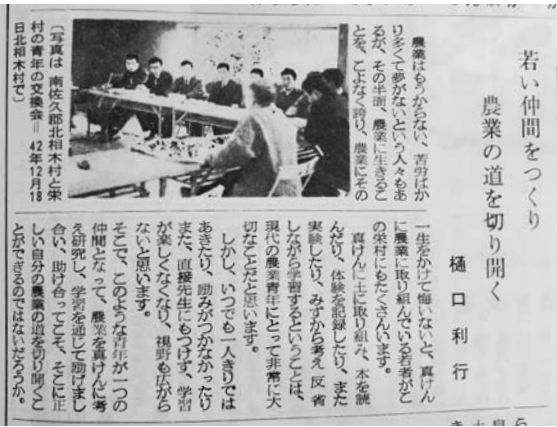 若い仲間をつくり
農業の道を切り開く
樋口利行
農業はもうからない、苦労ばか
り多くて夢がないという人々もあ
るが、その半面、農業に生きるこ
とを、こよなく誇り、農業にその
一生をかけて悔いないと、真けん
に農業に取り組んでいる若者がこ
の栄村にもたくさんいます。
真けんに土に取り組み、本を読
んだり、体験を記録したり、また
実験したり、みずから考え反省
しながら学習するということは、
現代の農業青年にとって非常に大
切なことだと思います。
しかし、いつでも一人きりでは
あきたり、励みがつかなかったり
また、直接先生にもつけず、学習
が楽しくなくなり、視野も広がら
ないと思います。
そこで、このような青年が一つの
仲間となって、農業を真けんに考
え研究し、学習を通じて励げまし
合い、助け合ってこそ、そこに正
しい自分の農業の道を切り開くこ
とができるのではないだろうか。
〔写真は 南佐久郡北相木村と栄
村の青年の交換会=42年12月18
日北相木村で〕